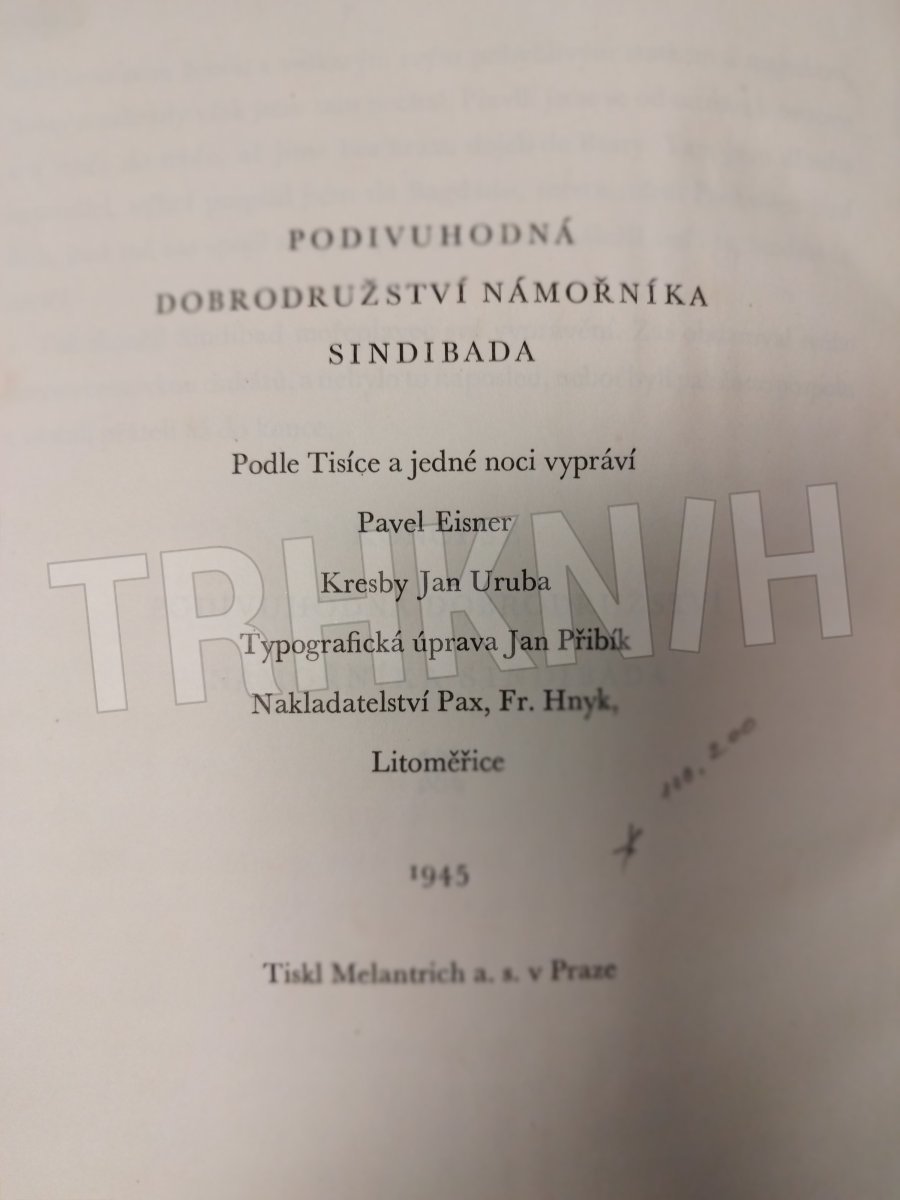 PODIVUHODNÁ
DOBRODRUŽSTVÍ NÁMOŘNÍKA
SINDIBADA
Podle Tisíce a jedné noci vypráví
Pavel Eisner
Kresby Jan Uruba
TRHKN/H
Typografická úprava Jan Přibík
Nakladatelství Pax, Fr. Hnyk,
Litoměřice
1945
Tiskl Melantrich a. s. v Praze